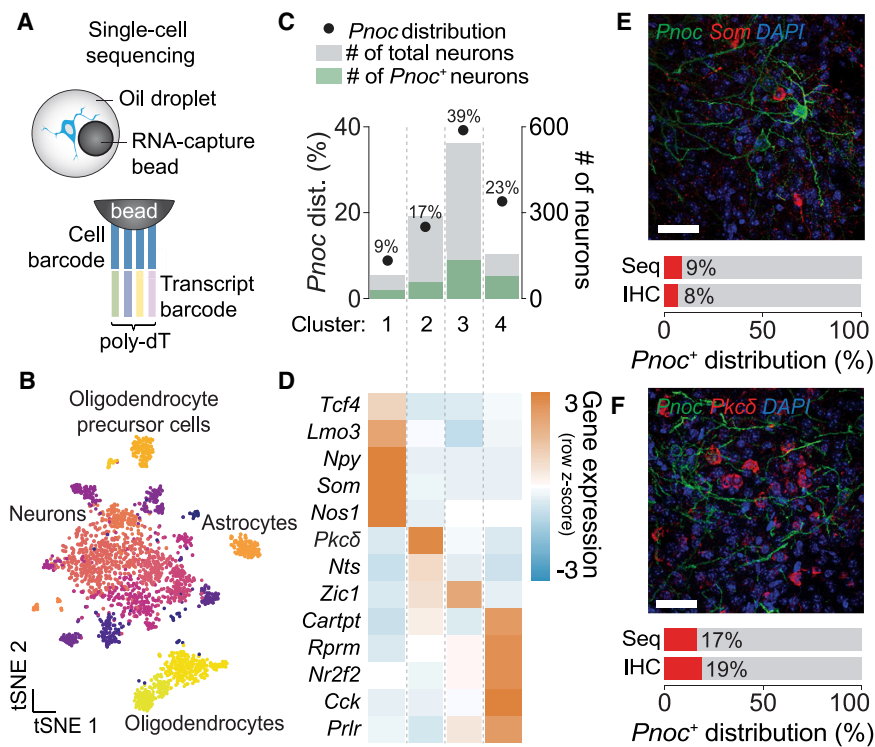 A
Single-cell
sequencing
Oil droplet
RNA-capture
bead
bead
Cell
barcode
Transcript
barcode
poly-dT
B
Oligodendrocyte
precursor cells
Neurons
Astrocytes
Oligodendrocytes
tSNE 2
tSNE 1
C
Pnoc distribution
# of total neurons
# of Pnoc+ neurons
Pnoc dist. (%)
40
20
0
9%
17%
39%
23%
600
300
0
# of neurons
Cluster: 1 2 3 4
D
Tcf4
Lmo3
Npy
Som
Nos1
Pkcδ
Nts
Zic1
Cartpt
Rprm
Nr2f2
Cck
Prlr
3
-3
Gene expression
(row z-score)
E
Pnoc Som DAPI
Seq 9%
IHC 8%
0 50 100
Pnoc+ distribution (%)
F
Pnoc Pkcδ DAPI
Seq 17%
IHC 19%
0 50 100
Pnoc+ distribution (%)